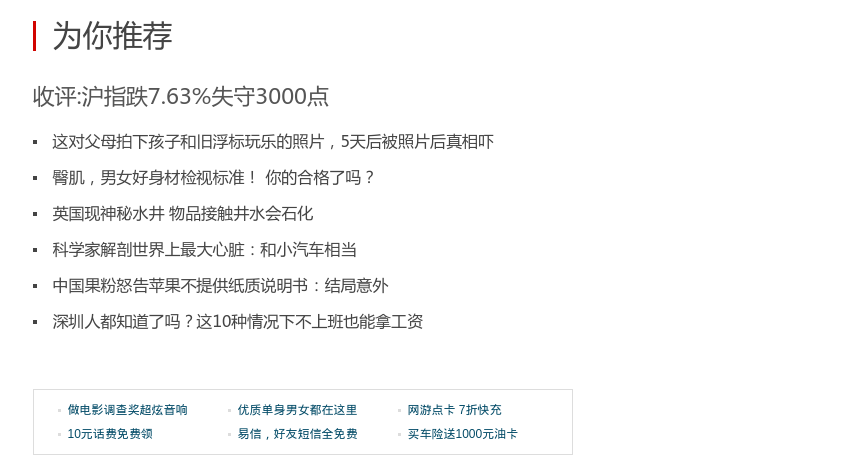 为你推荐
收评:沪指跌7.63%失守3000点
这对父母拍下孩子和旧浮标玩乐的照片，5天后被照片后真相吓
臀肌，男女好身材检视标准！ 你的合格了吗？
英国现神秘水井 物品接触井水会石化
科学家解剖世界上最大心脏：和小汽车相当
中国果粉怒告苹果不提供纸质说明书：结局意外
深圳人都知道了吗？这10种情况下不上班也能拿工资
做电影调查奖超炫音响 优质单身男女都在这里 网游点卡 7折快充
10元话费免费领 易信，好友短信全免费 买车险送1000元油卡